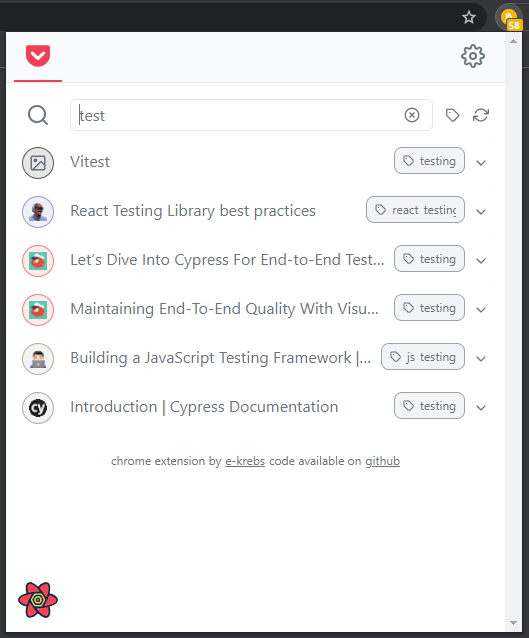 58
test
Vitest testing
React Testing Library best practices react testing
Let's Dive Into Cypress For End-to-End Test... testing
Maintaining End-To-End Quality With Visu... testing
Building a JavaScript Testing Framework |... js testing
cy Introduction | Cypress Documentation testing
chrome extension by e-krebs code available on github